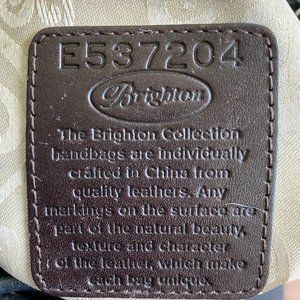 E537204
Brighton
The Brighton Collection
handbags are individually
crafted in China from
quality leathers. Any
markings on the surface are
part of the natural beauty,
texture and character
of the leather, which make
each bag unique.